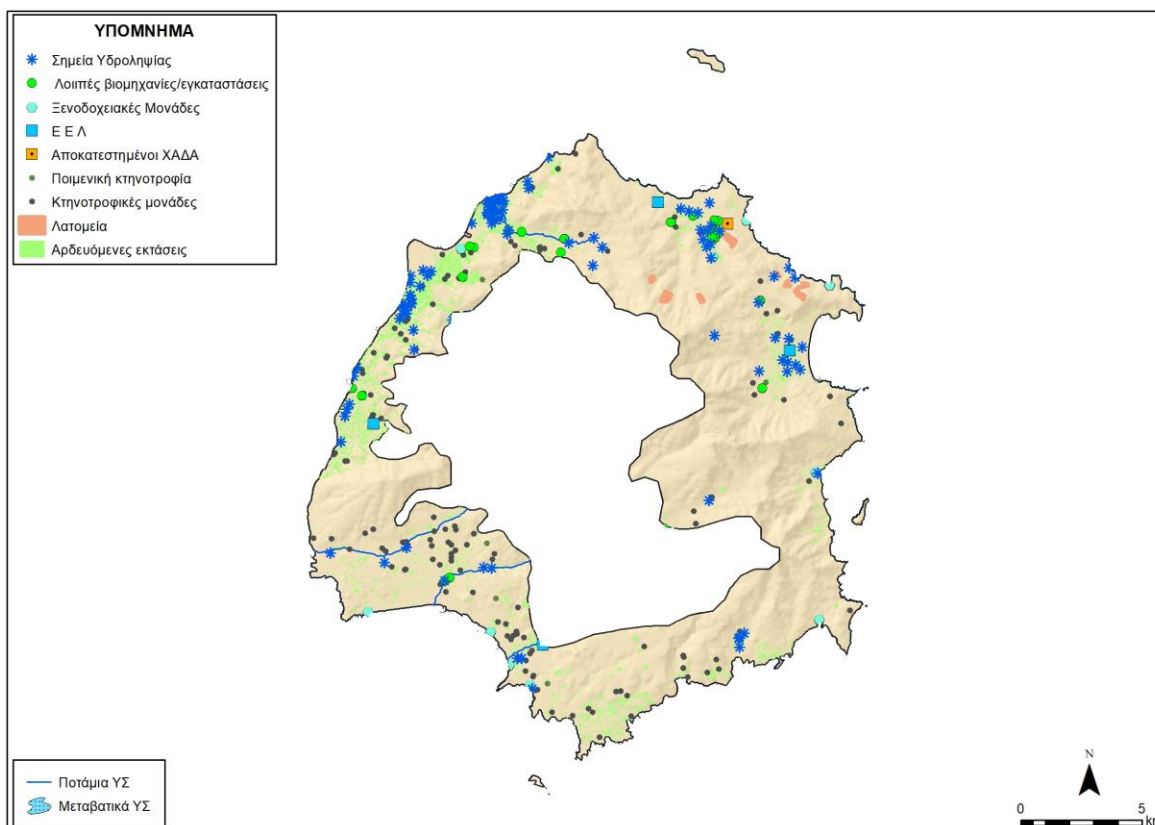 ΥΠΟΜΝΗΜΑ
Σημεία Υδροληψίας
Λοιπές βιομηχανίες/εγκαταστάσεις
Ξενοδοχειακές Μονάδες
Ε Ε Λ
Αποκατεστημένοι ΧΑΔΑ
Ποιμενική κτηνοτροφία
Κτηνοτροφικές μονάδες
Λατομεία
Αρδευόμενες εκτάσεις
Ποτάμια ΥΣ
Μεταβατικά ΥΣ
N
0 5
km